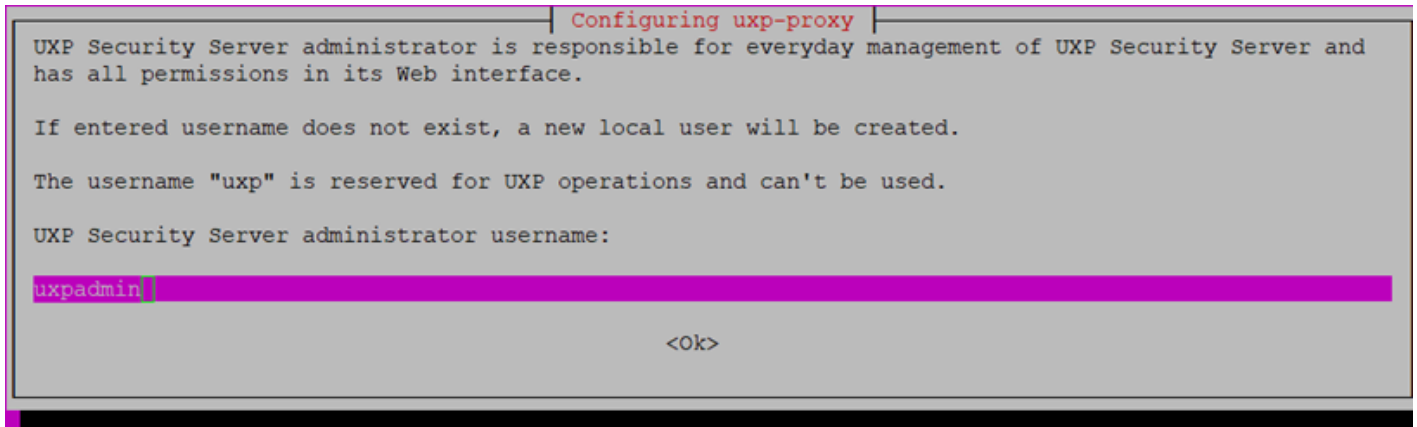 Configuring uxp-proxy
UXP Security Server administrator is responsible for everyday management of UXP Security Server and
has all permissions in its Web interface.
If entered username does not exist, a new local user will be created.
The username "uxp" is reserved for UXP operations and can't be used.
UXP Security Server administrator username:
uxpadmin
<Ok>